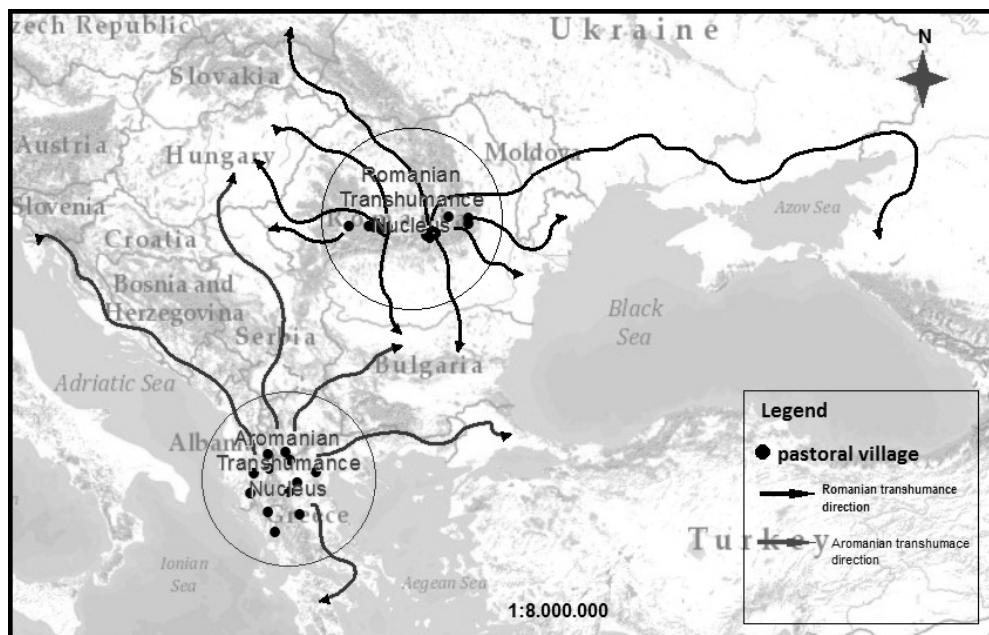 zech Republic
Ukraine
N
Slovakia
Austria
Hungary
Moldova
Romanian
Transhumance
Nucleus
Slovenia
Azov Sea
Croatia
Bosnia and
Herzegovina
Black
Sea
Serbia
Adriatic Sea
Bulgaria
Legend
Albania
Aromanian
Transhumance
Nucleus
Greece
pastoral village
Romanian transhumance
direction
Aromanian transhumace
direction
Turkey
Ionian
Sea
Aegean Sea
1:8.000.000